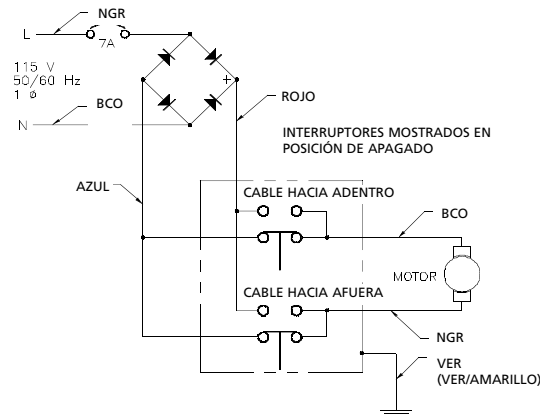 NGR
L
7A
115 V
50/60 Hz
1 ø
BCO
N
+
ROJO
INTERRUPTORES MOSTRADOS EN
POSICIÓN DE APAGADO
AZUL
CABLE HACIA ADENTRO
BCO
MOTOR
CABLE HACIA AFUERA
NGR
VER
(VER/AMARILLO)